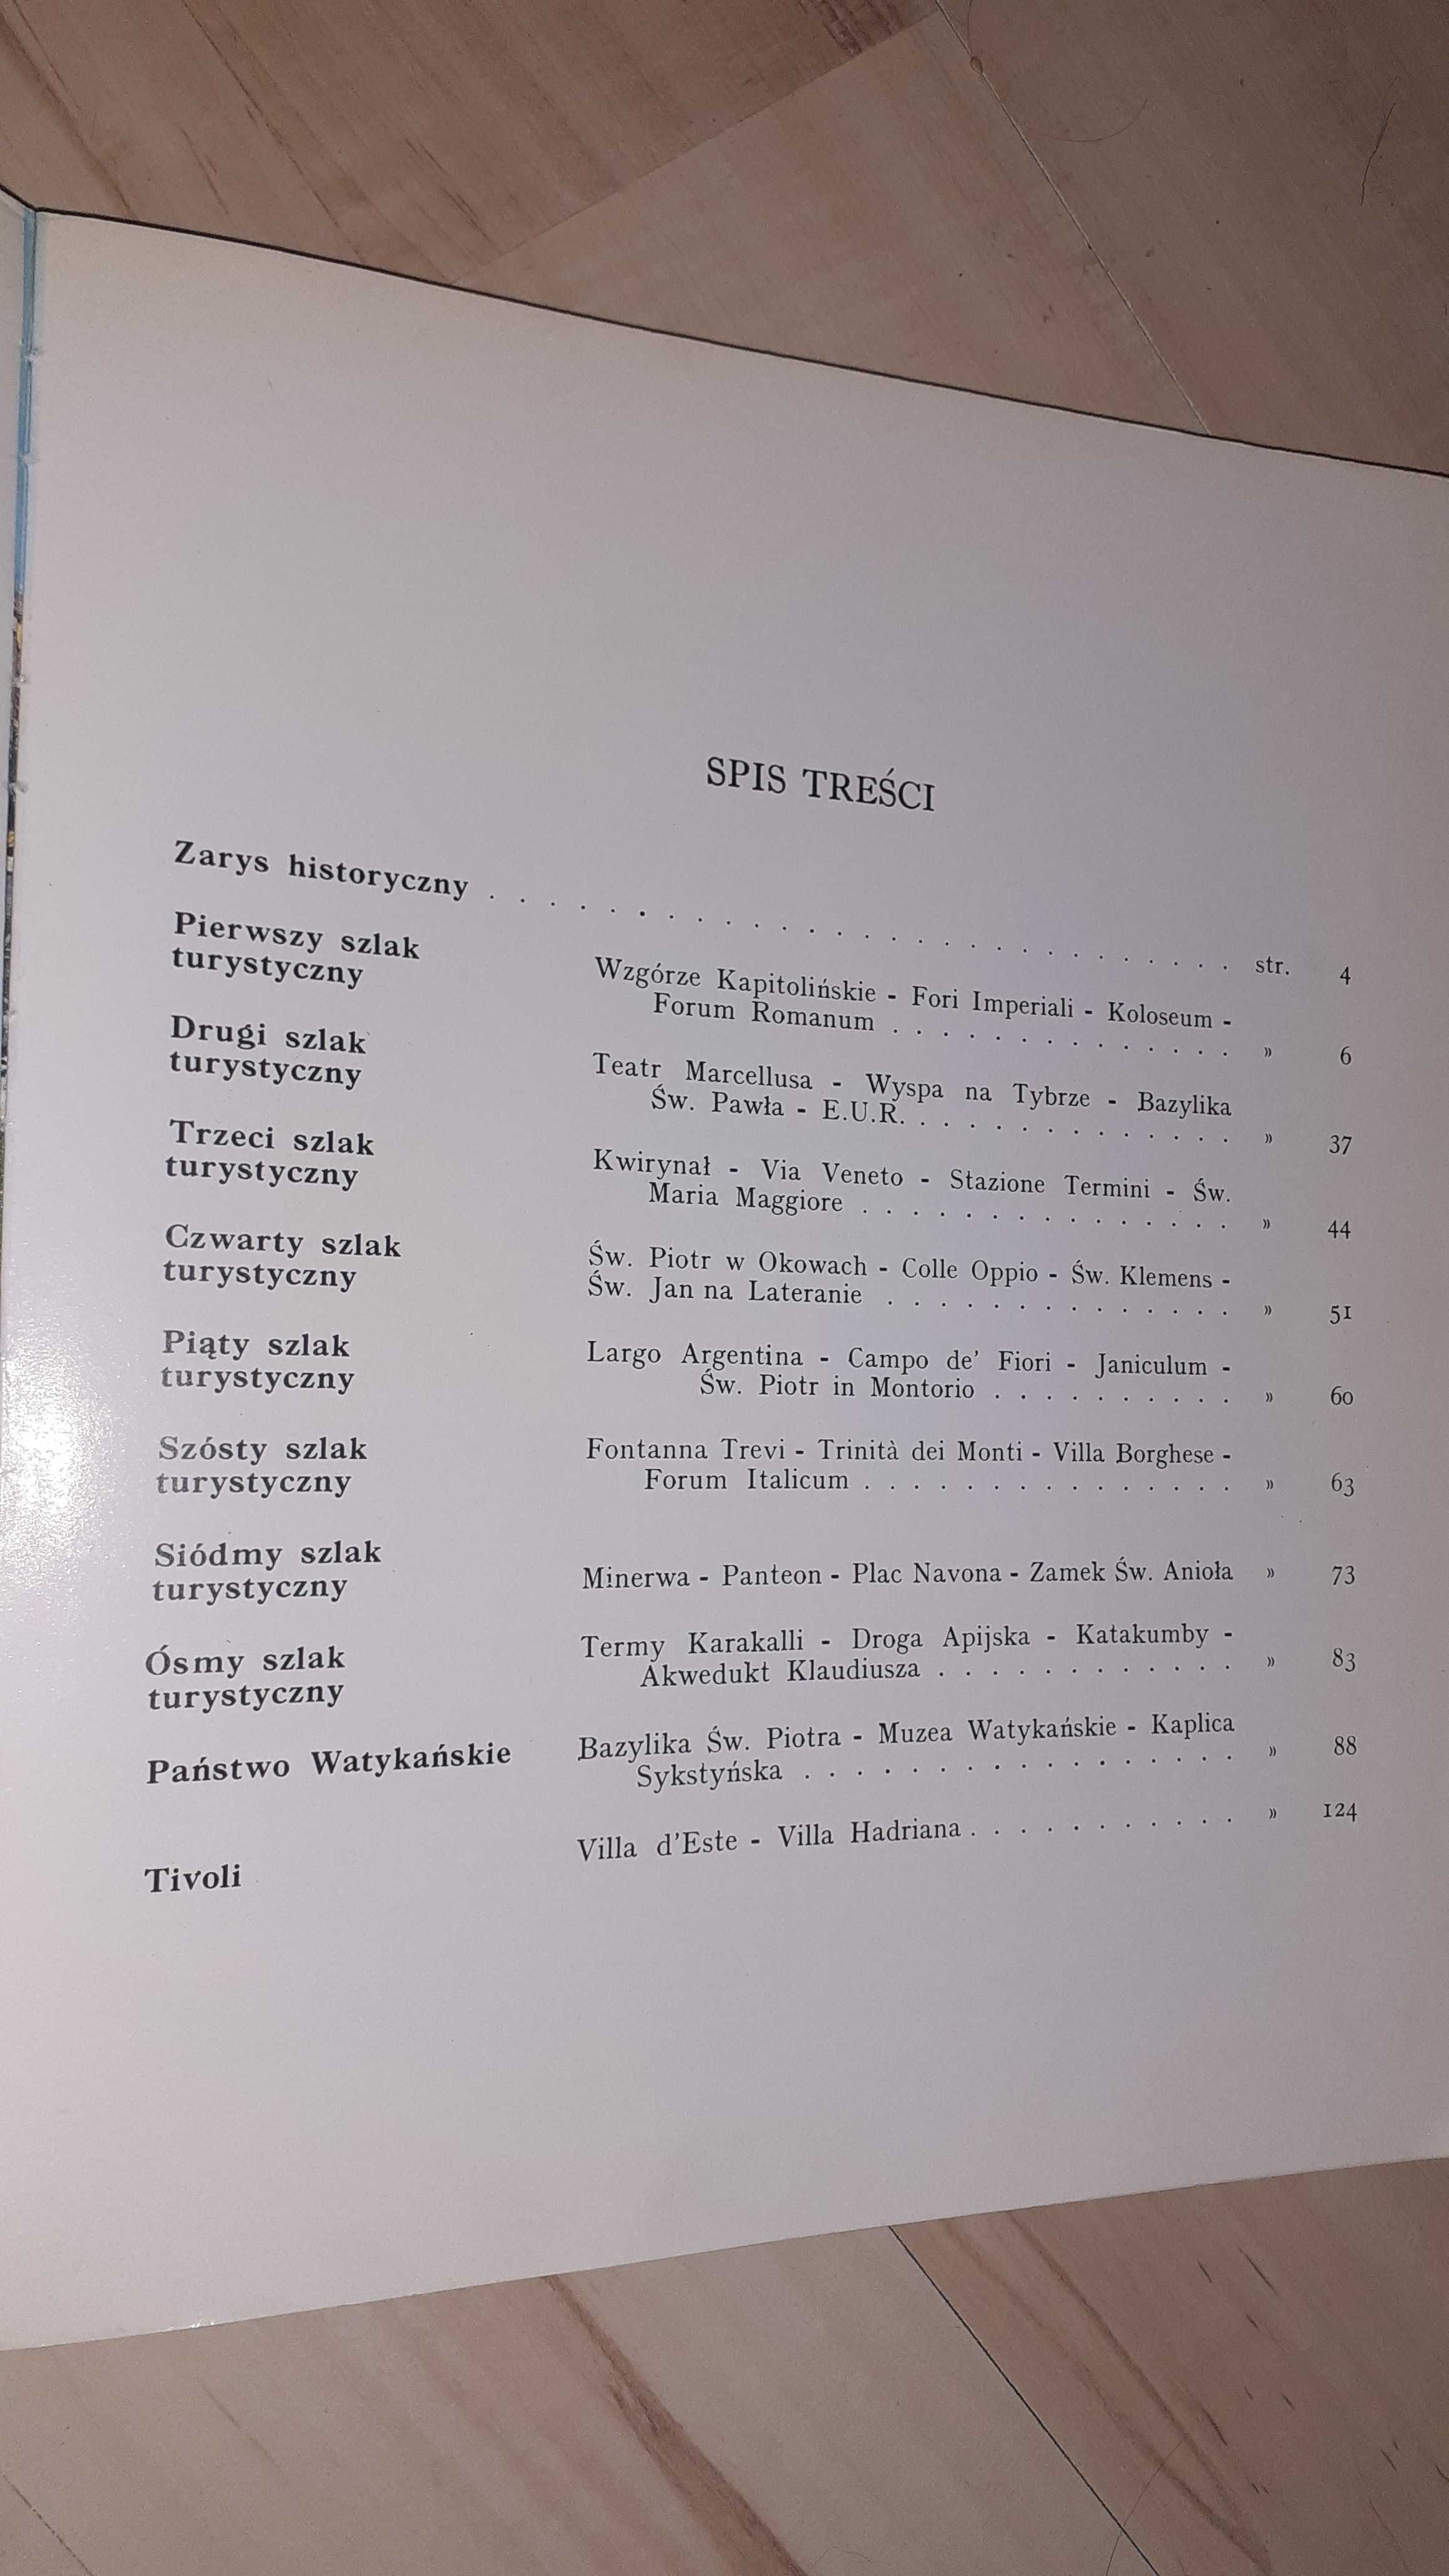 SPIS TREŚCI
Zarys historyczny . . . . . . . . . . . . . . . . . . . . . . . . . . . str. 4
Pierwszy szlak
turystyczny
Wzgórze Kapitolińskie - Fori Imperiali - Koloseum -
Forum Romanum . . . . . . . . . . . . . . » 6
Drugi szlak
turystyczny
Teatr Marcellusa - Wyspa na Tybrze - Bazylika
Św. Pawła - E.U.R. . . . . . . . . . . . . . » 37
Trzeci szlak
turystyczny
Kwirynał - Via Veneto - Stazione Termini - Św.
Maria Maggiore . . . . . . . . . . . . . . . » 44
Czwarty szlak
turystyczny
Św. Piotr w Okowach - Colle Oppio - Św. Klemens -
Św. Jan na Lateranie . . . . . . . . . . . . . . » 51
Piąty szlak
turystyczny
Largo Argentina - Campo de' Fiori - Janiculum -
Św. Piotr in Montorio . . . . . . . . . . » 60
Szósty szlak
turystyczny
Fontanna Trevi - Trinità dei Monti - Villa Borghese -
Forum Italicum . . . . . . . . . . . . . . . » 63
Siódmy szlak
turystyczny
Minerwa - Panteon - Plac Navona - Zamek Św. Anioła » 73
Ósmy szlak
turystyczny
Termy Karakalli - Droga Apijska - Katakumby -
Akwedukt Klaudiusza . . . . . . . . . . . . » 83
Państwo Watykańskie
Bazylika Św. Piotra - Muzea Watykańskie - Kaplica
Sykstyńska . . . . . . . . . . . . . . . . . » 88
Tivoli
Villa d'Este - Villa Hadriana . . . . . . . . . . . » 124